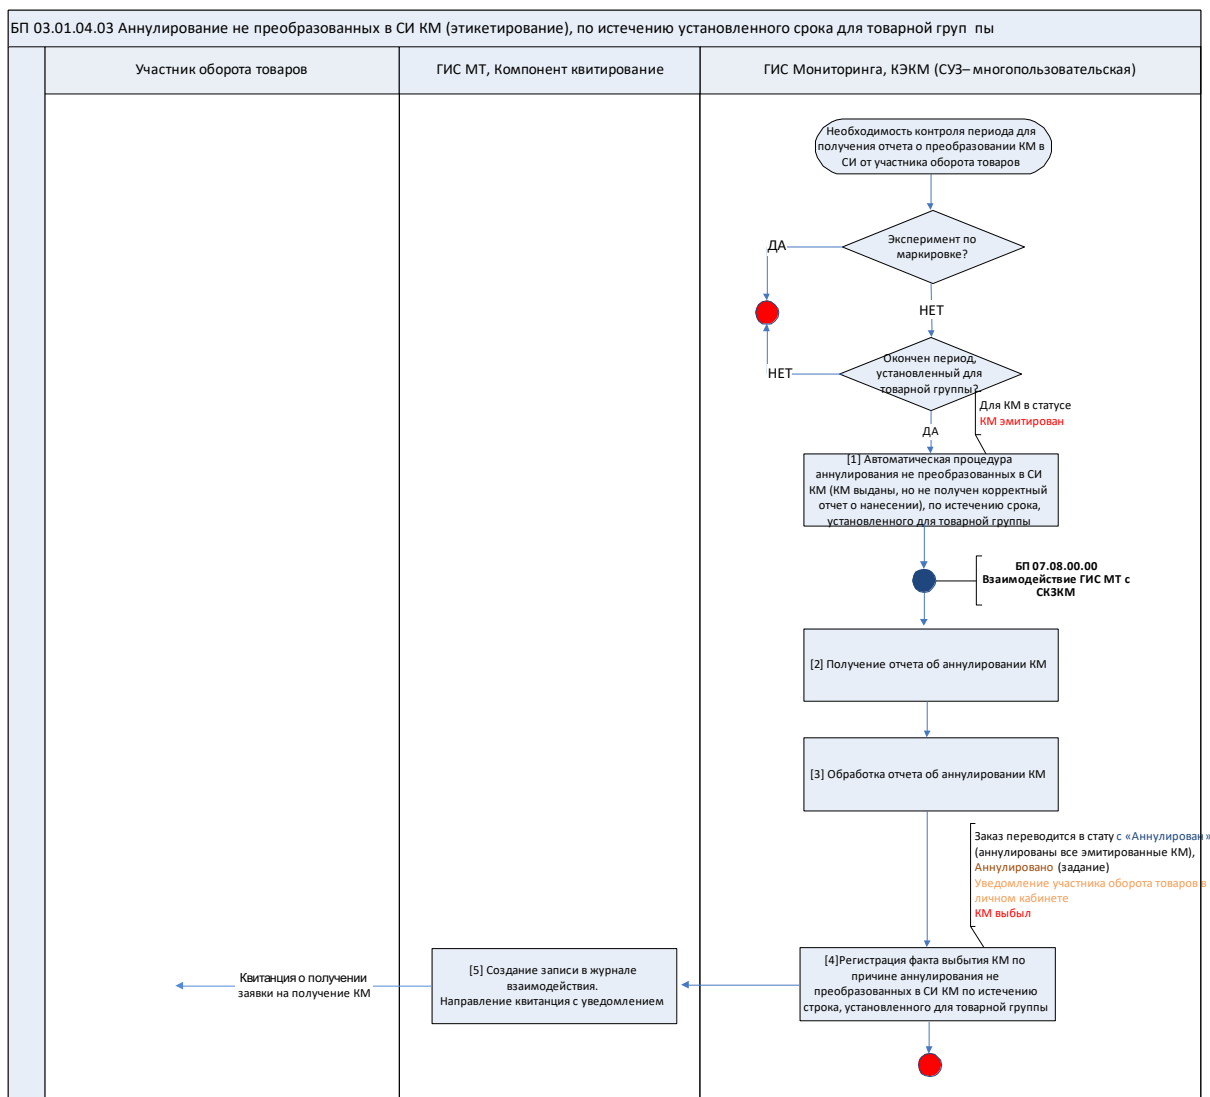 БП 03.01.04.03 Аннулирование не преобразованных в СИ КМ (этикетирование), по истечению установленного срока для товарной груп пы
Участник оборота товаров
ГИС МТ, Компонент квитирование
ГИС Мониторинга, КЭКМ (СУЗ– многопользовательская)
Необходимость контроля периода для
получения отчета о преобразовании КМ в
СИ от участника оборота товаров
Эксперимент по
маркировке?
ДА
НЕТ
Окончен период,
установленный для
товарной группы?
НЕТ
Для КМ в статусе
КМ эмитирован
ДА
[1] Автоматическая процедура
аннулирования не преобразованных в СИ
КМ (КМ выданы, но не получен корректный
отчет о нанесении), по истечению срока,
установленного для товарной группы
БП 07.08.00.00
Взаимодействие ГИС МТ с
СКЗКМ
[2] Получение отчета об аннулировании КМ
[3] Обработка отчета об аннулировании КМ
Заказ переводится в стату с «Аннулирован»
(аннулированы все эмитированные КМ),
Аннулировано (задание)
Уведомление участника оборота товаров в
личном кабинете
КМ выбыл
[4]Регистрация факта выбытия КМ по
причине аннулирования не
преобразованных в СИ КМ по истечению
строка, установленного для товарной группы
[5] Создание записи в журнале
взаимодействия.
Направление квитанция с уведомлением
Квитанция о получении
заявки на получение КМ